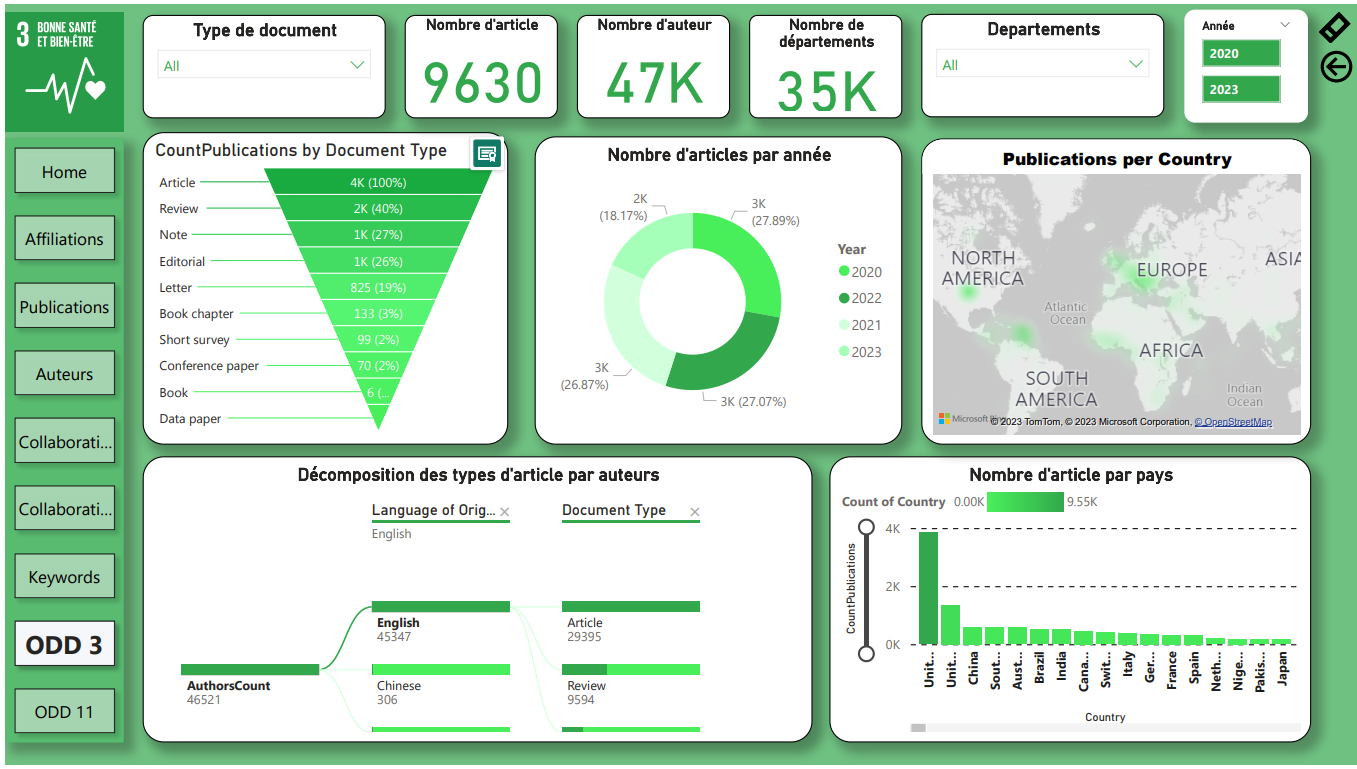 3 BONNE SANTÉ
ET BIEN-ÊTRE
Type de document
All
Nombre d'article
9630
Nombre d'auteur
47K
Nombre de
départements
35K
Departements
All
Année
2020
2023
Home
Affiliations
Publications
Auteurs
Collaborati...
Collaborati...
Keywords
ODD 3
ODD 11
CountPublications by Document Type
Article 4K (100%)
Review 2K (40%)
Note 1K (27%)
Editorial 1K (26%)
Letter 825 (19%)
Book chapter 133 (3%)
Short survey 99 (2%)
Conference paper 70 (2%)
Book 6 (...
Data paper
Nombre d'articles par année
2K
(18.17%)
3K
(27.89%)
3K
(26.87%)
3K (27.07%)
Year
2020
2022
2021
2023
Publications per Country
NORTH
AMERICA
EUROPE
ASIA
Atlantic
Ocean
AFRICA
SOUTH
AMERICA
Indian
Ocean
Microsoft Bing
© 2023 TomTom, © 2023 Microsoft Corporation, © OpenStreetMap
Décomposition des types d'article par auteurs
Language of Orig... ×
Document Type ×
English
English
45347
Article
29395
AuthorsCount
46521
Chinese
306
Review
9594
Nombre d'article par pays
Count of Country 0.00K 9.55K
CountPublications
4K
2K
0K
Unit...
Unit...
China
Sout...
Aust...
Brazil
India
Cana...
Swit...
Italy
Ger...
France
Spain
Neth...
Nige...
Pakis...
Japan
Country